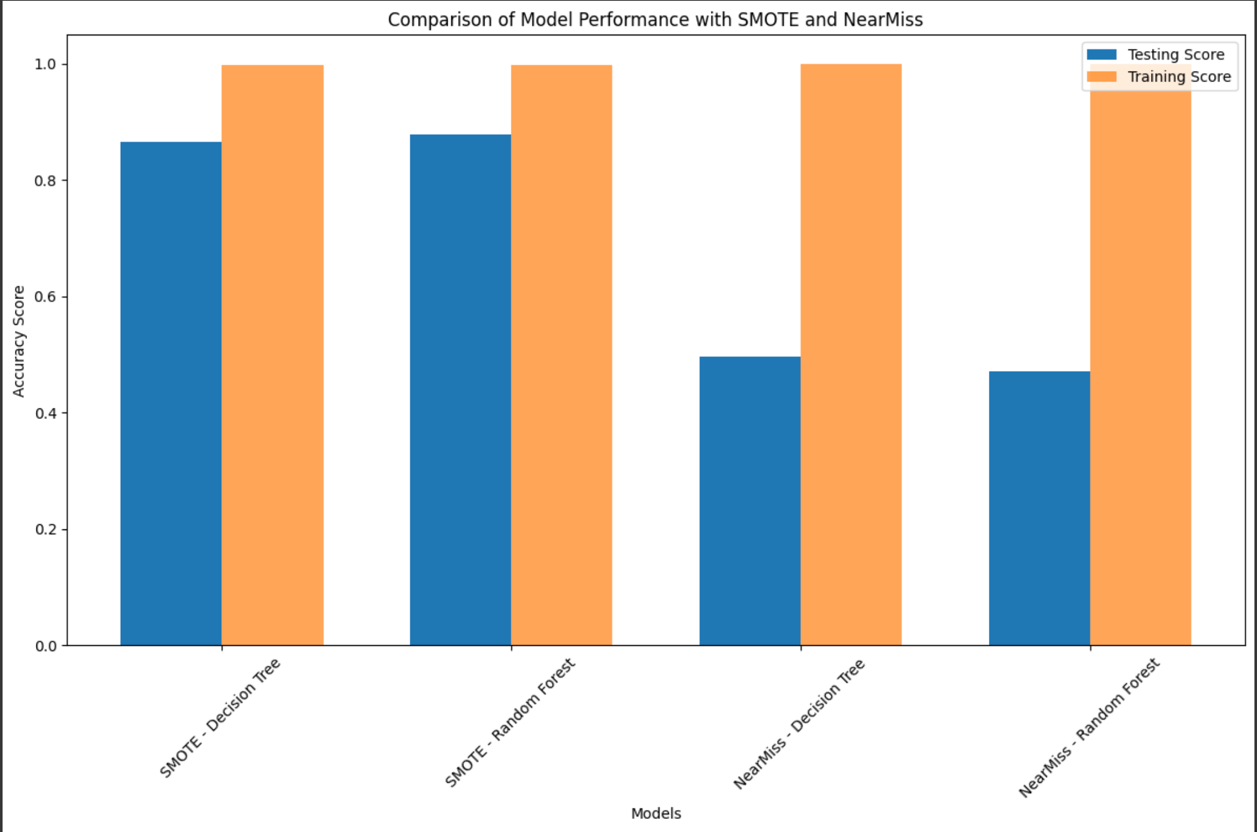 Comparison of Model Performance with SMOTE and NearMiss
Testing Score
Training Score
Accuracy Score
1.0
0.8
0.6
0.4
0.2
0.0
SMOTE - Decision Tree
SMOTE - Random Forest
NearMiss - Decision Tree
NearMiss - Random Forest
Models